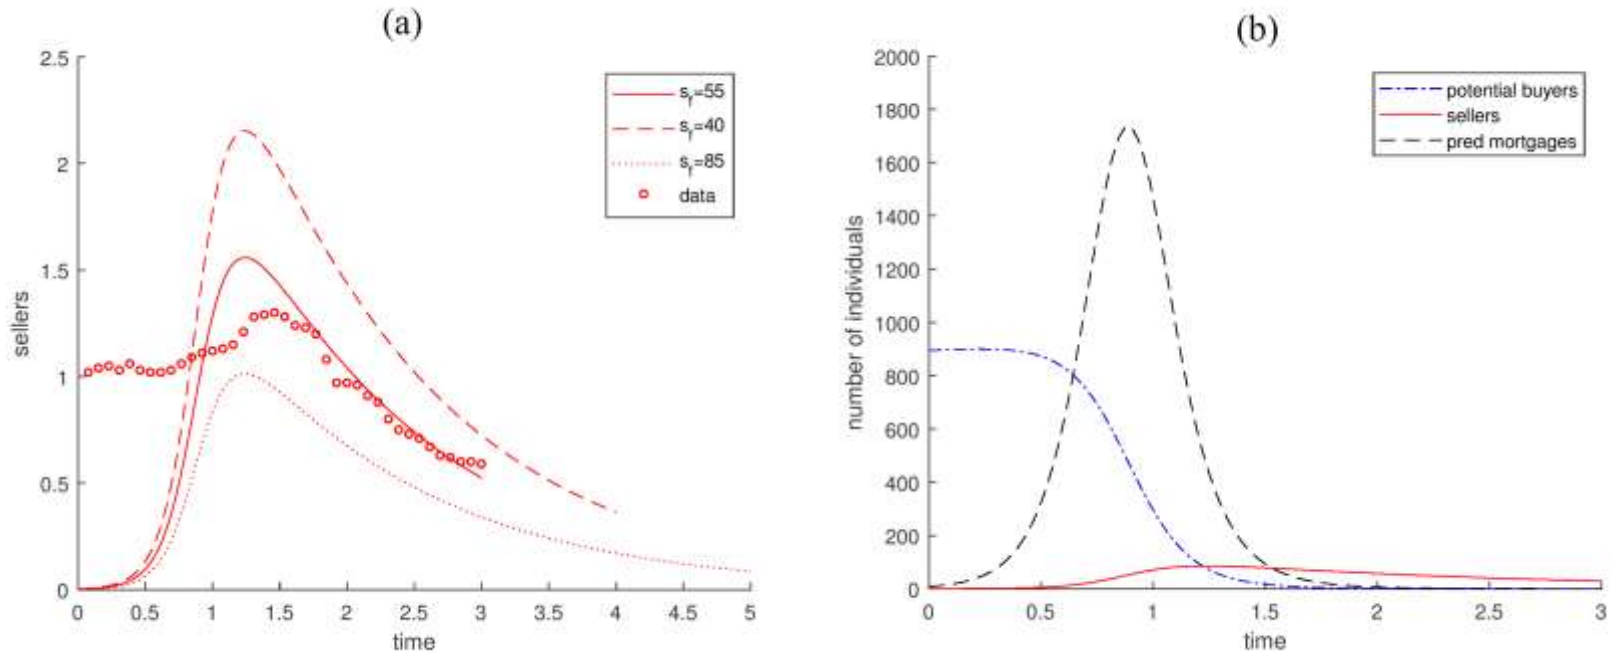 (a)
2.5
2
1.5
1
0.5
0
sellers
0 0.5 1 1.5 2 2.5 3 3.5 4 4.5 5
time
s_f=55
s_f=40
s_f=85
data
(b)
2000
1800
1600
1400
1200
1000
800
600
400
200
0
number of individuals
0 0.5 1 1.5 2 2.5 3
time
potential buyers
sellers
pred mortgages